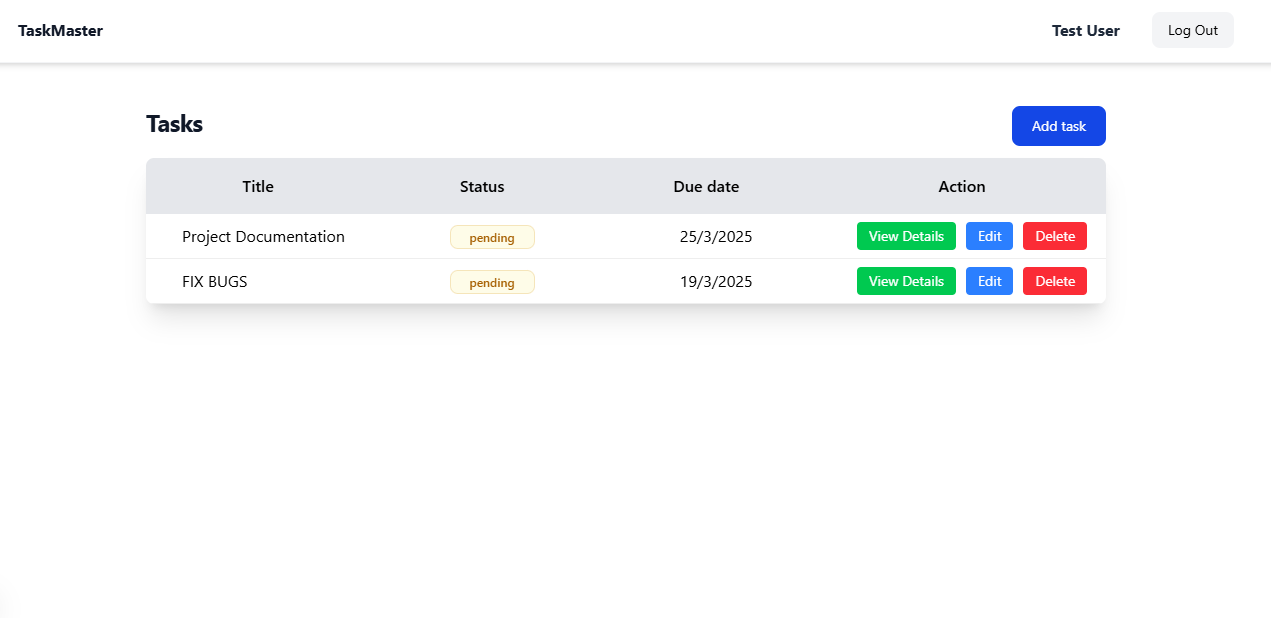 TaskMaster Test User Log Out
Tasks Add task
Title Status Due date Action
Project Documentation pending 25/3/2025 View Details Edit Delete
FIX BUGS pending 19/3/2025 View Details Edit Delete